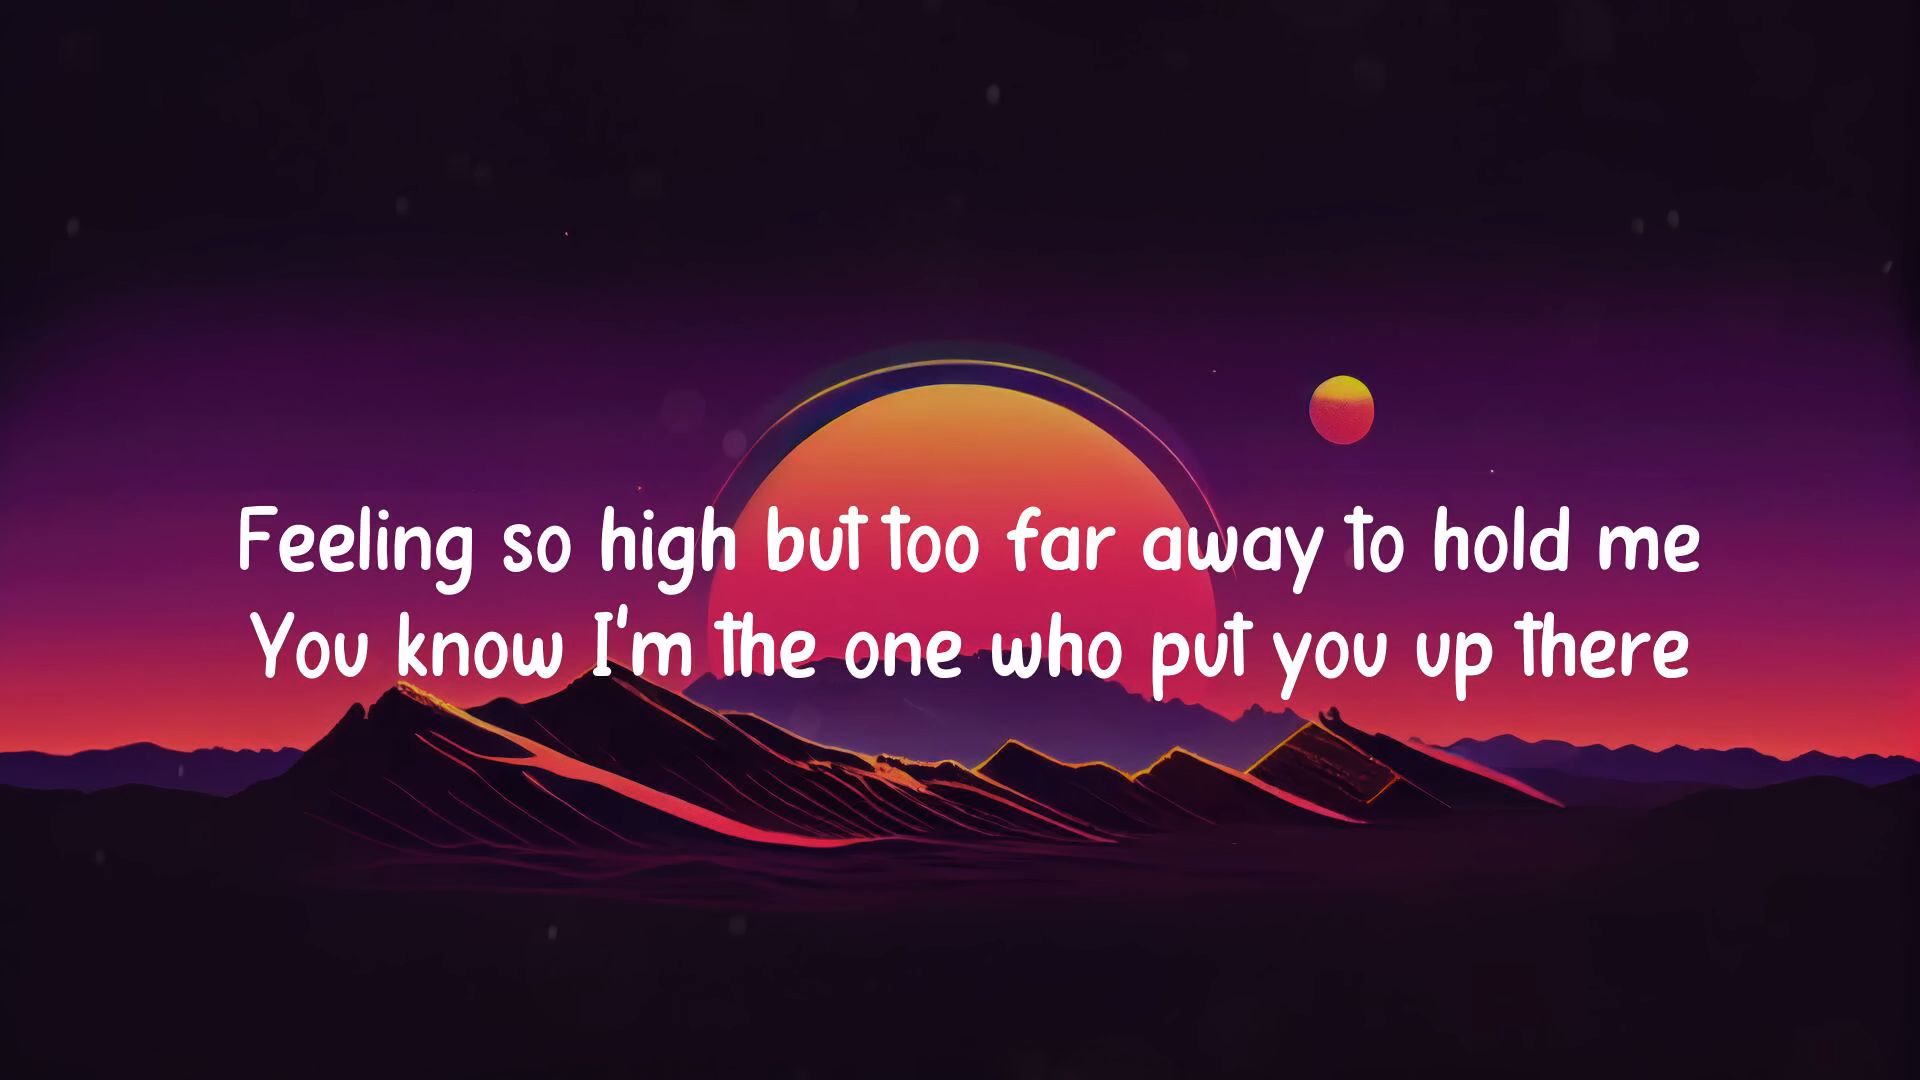 Feeling so high but too far away to hold me
You know I'm the one who put you up there